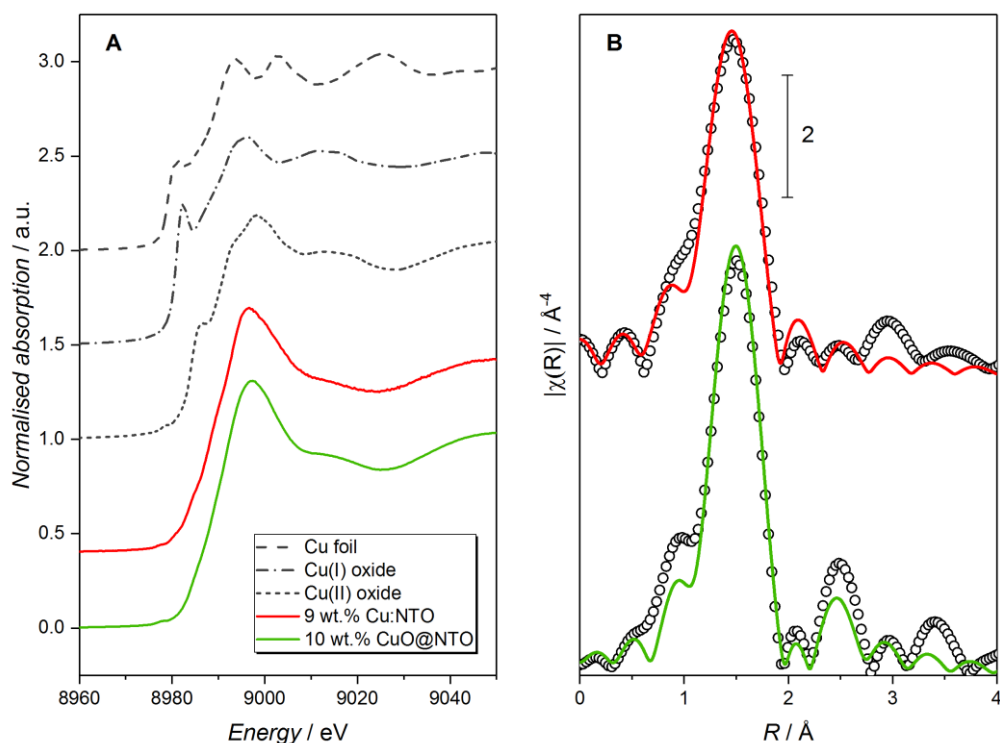 A
B
3.0
2.5
2.0
1.5
1.0
0.5
0.0
Normalised absorption / a.u.
Cu foil
Cu(I) oxide
Cu(II) oxide
9 wt.% Cu:NTO
10 wt.% CuO@NTO
8960 8980 9000 9020 9040
Energy / eV
2
|χ(R)| / Å-4
0 1 2 3 4
R / Å